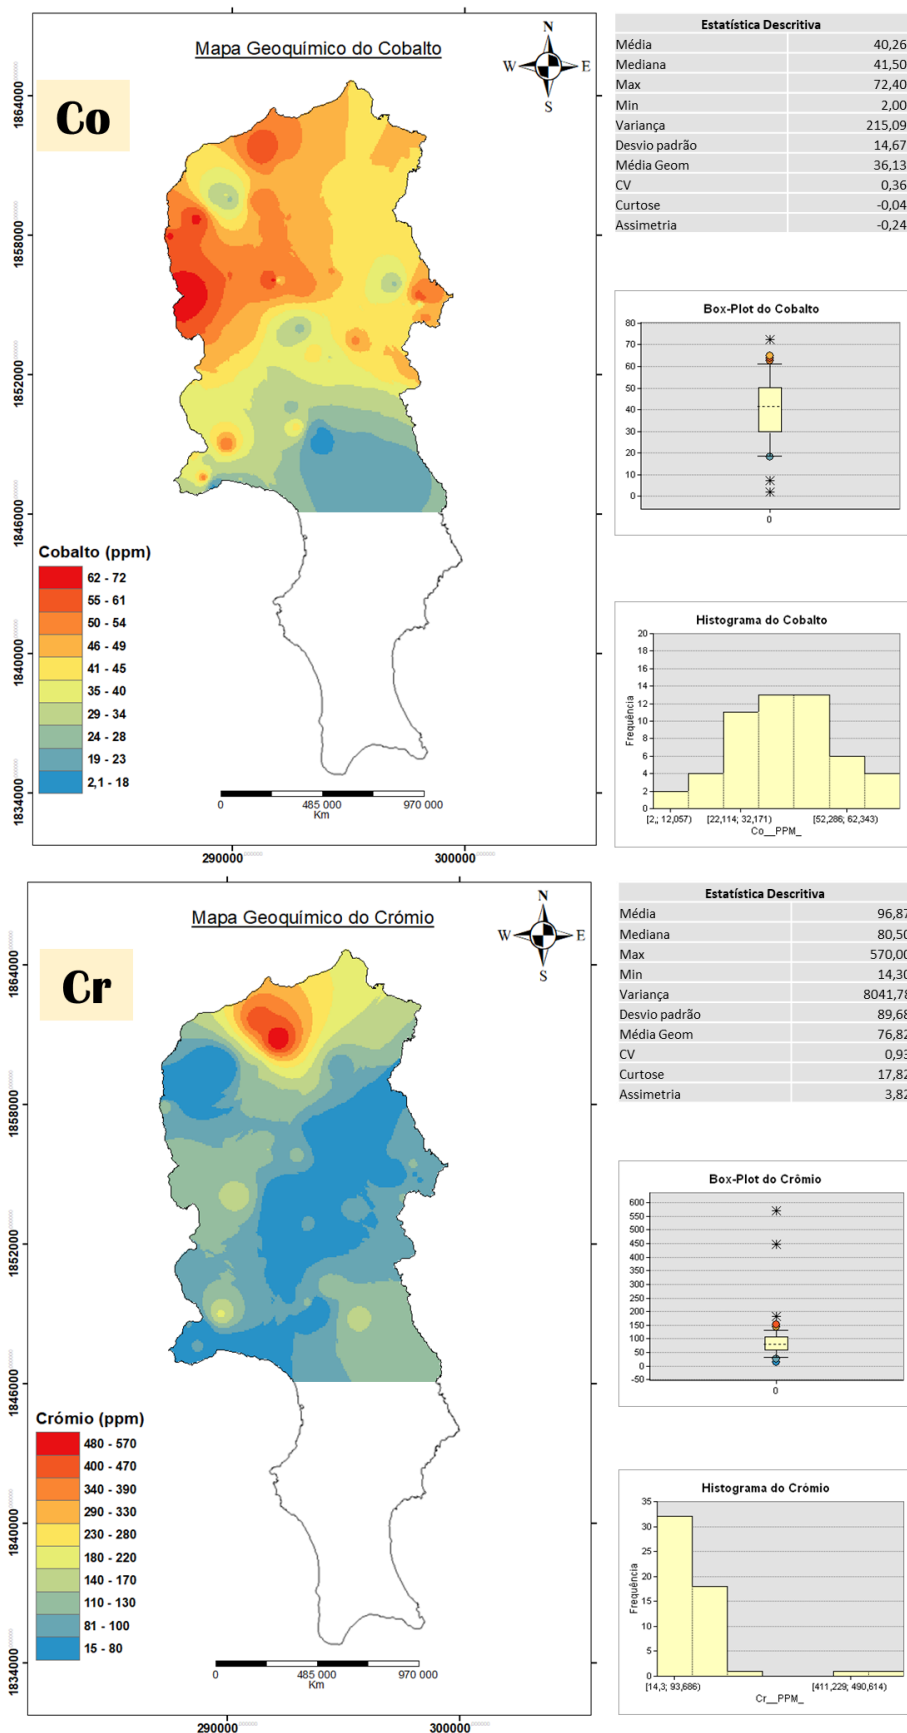 Mapa Geoquímico do Cobalto
N
W E
S
Co
1864000
1858000
1852000
1846000
1840000
1834000
Cobalto (ppm)
62 - 72
55 - 61
50 - 54
46 - 49
41 - 45
35 - 40
29 - 34
24 - 28
19 - 23
2,1 - 18
0 485 000 970 000
Km
290000 300000
Estatística Descritiva
Média 40,26
Mediana 41,50
Max 72,40
Min 2,00
Variança 215,09
Desvio padrão 14,67
Média Geom 36,13
CV 0,36
Curtose -0,04
Assimetria -0,24
Box-Plot do Cobalto
80
70
60
50
40
30
20
10
0
0
Histograma do Cobalto
Frequência
20
18
16
14
12
10
8
6
4
2
0
[2,; 12,057) [22,114; 32,171) [52,286; 62,343)
Co__PPM_
Mapa Geoquímico do Crómio
N
W E
S
Cr
1864000
1858000
1852000
1846000
1840000
1834000
Crómio (ppm)
480 - 570
400 - 470
340 - 390
290 - 330
230 - 280
180 - 220
140 - 170
110 - 130
81 - 100
15 - 80
0 485 000 970 000
Km
290000 300000
Estatística Descritiva
Média 96,87
Mediana 80,50
Max 570,00
Min 14,30
Variança 8041,78
Desvio padrão 89,68
Média Geom 76,82
CV 0,93
Curtose 17,82
Assimetria 3,82
Box-Plot do Crômio
600
550
500
450
400
350
300
250
200
150
100
50
0
-50
0
Histograma do Crómio
Frequência
35
30
25
20
15
10
5
0
[14,3; 93,686) [411,229; 490,614)
Cr__PPM_